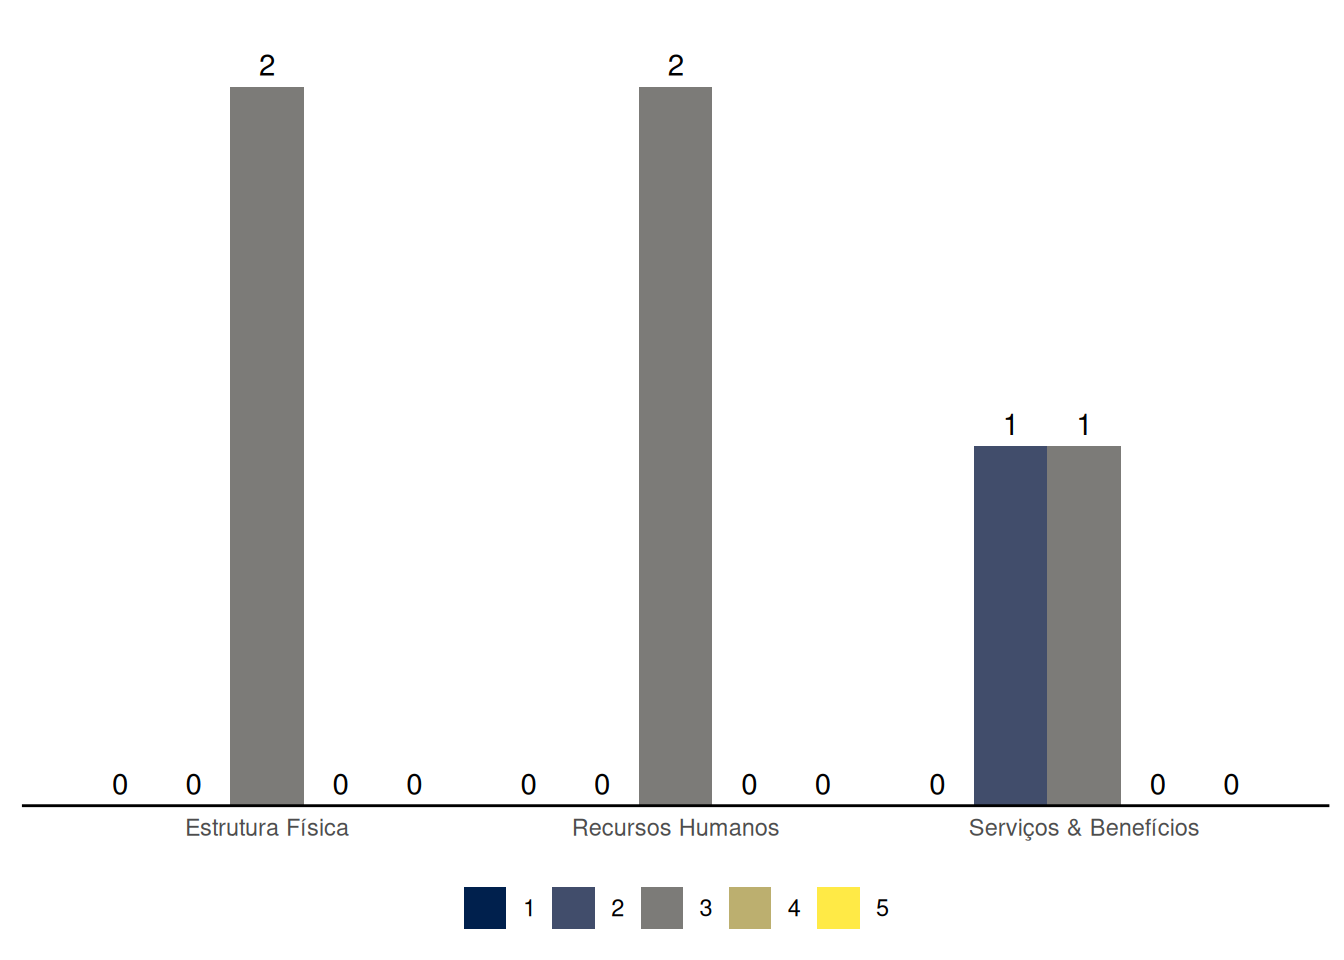 2 2
1 1
0 0 0 0 0 0 0 0 0 0 0
Estrutura Física Recursos Humanos Serviços & Benefícios
1 2 3 4 5